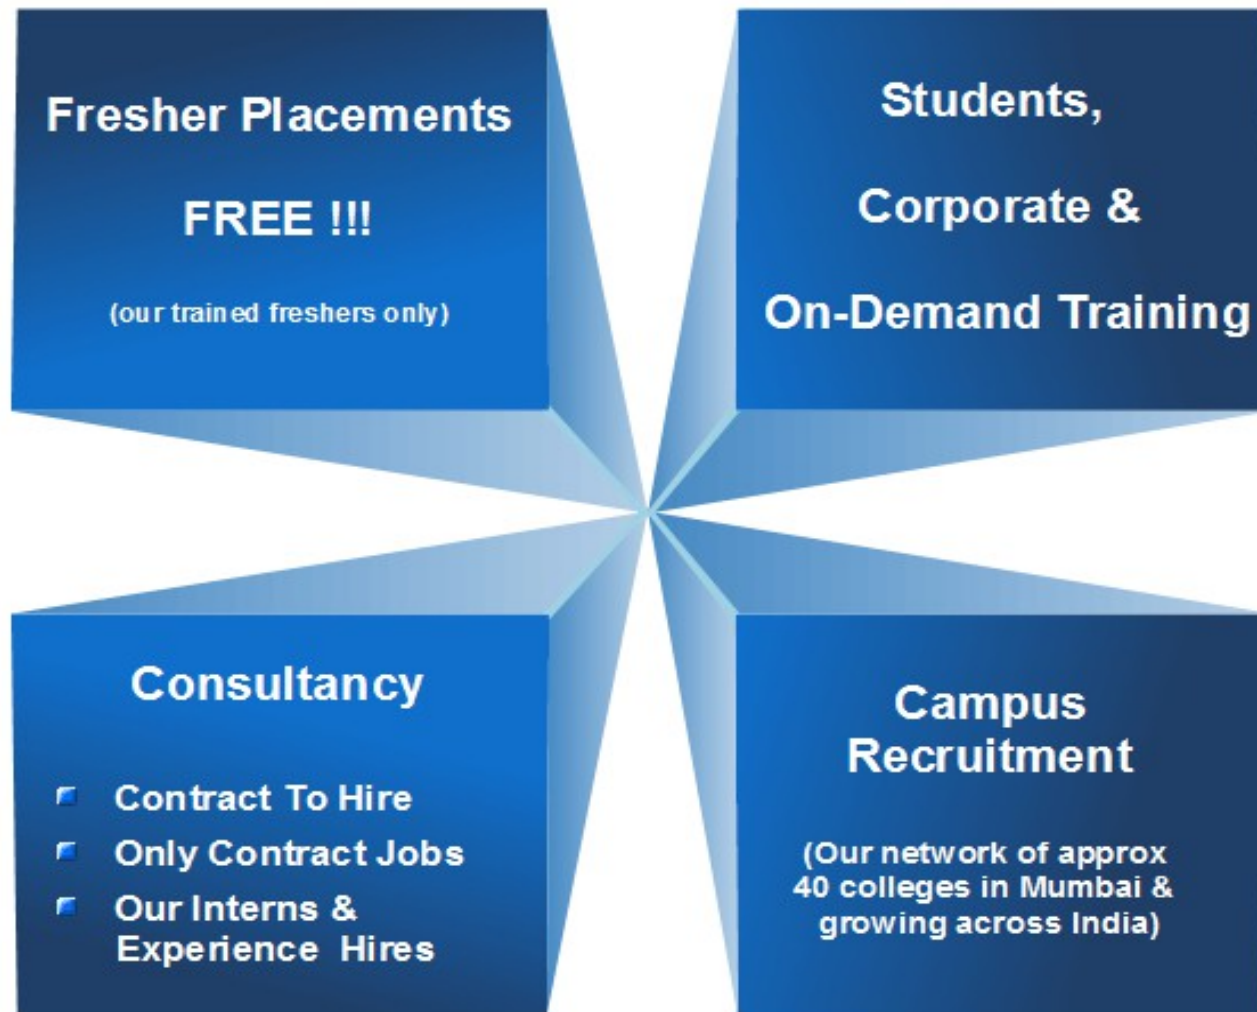 Fresher Placements
FREE !!!
(our trained freshers only)
Students,
Corporate &
On-Demand Training
Consultancy
Contract To Hire
Only Contract Jobs
Our Interns &
Experience Hires
Campus
Recruitment
(Our network of approx
40 colleges in Mumbai &
growing across India)